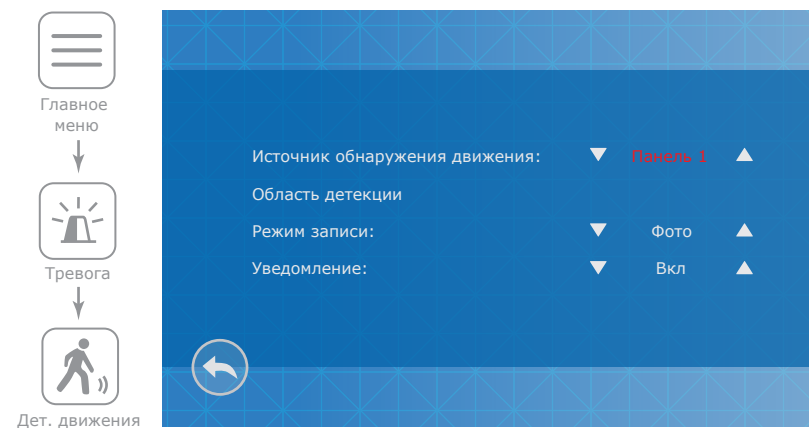 Главное
меню
Тревога
Дет. движения
Источник обнаружения движения: Панель 1
Область детекции
Режим записи: Фото
Уведомление: Вкл